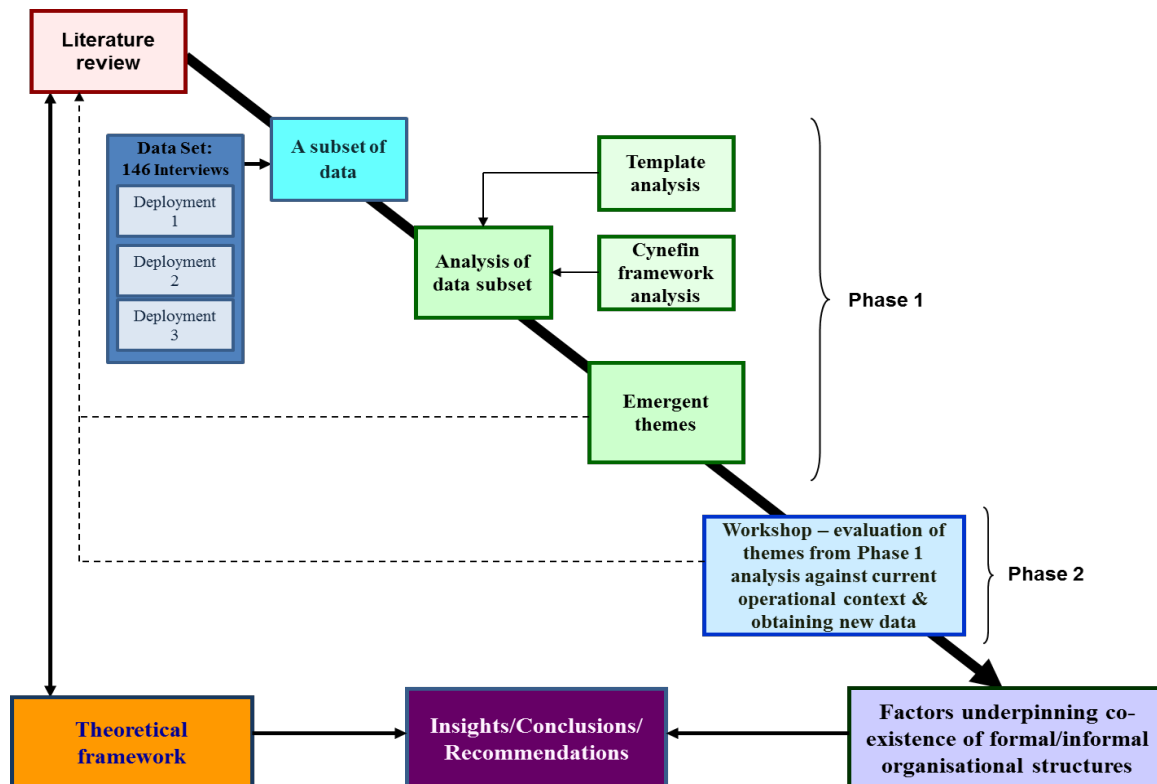 Literature
review
Data Set:
146 Interviews
Deployment
1
Deployment
2
Deployment
3
A subset of
data
Template
analysis
Analysis of
data subset
Cynefin
framework
analysis
Phase 1
Emergent
themes
Workshop – evaluation of
themes from Phase 1
analysis against current
operational context &
obtaining new data
Phase 2
Theoretical
framework
Insights/Conclusions/
Recommendations
Factors underpinning co-
existence of formal/informal
organisational structures